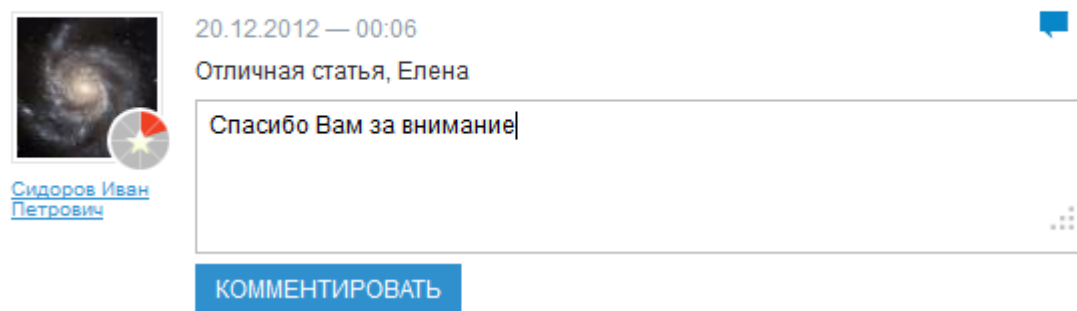 20.12.2012 — 00:06
Отличная статья, Елена
Спасибо Вам за внимание
Сидоров Иван
Петрович
КОММЕНТИРОВАТЬ